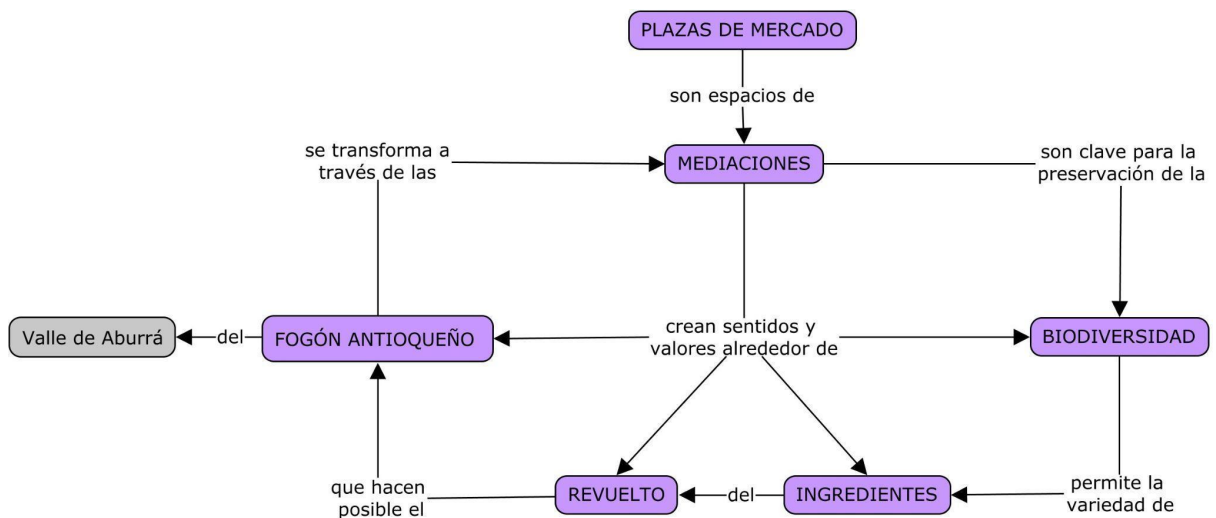 PLAZAS DE MERCADO
son espacios de
se transforma a
través de las
MEDIACIONES
son clave para la
preservación de la
Valle de Aburrá
del
FOGÓN ANTIOQUEÑO
crean sentidos y
valores alrededor de
BIODIVERSIDAD
que hacen
posible el
REVUELTO
del
INGREDIENTES
permite la
variedad de